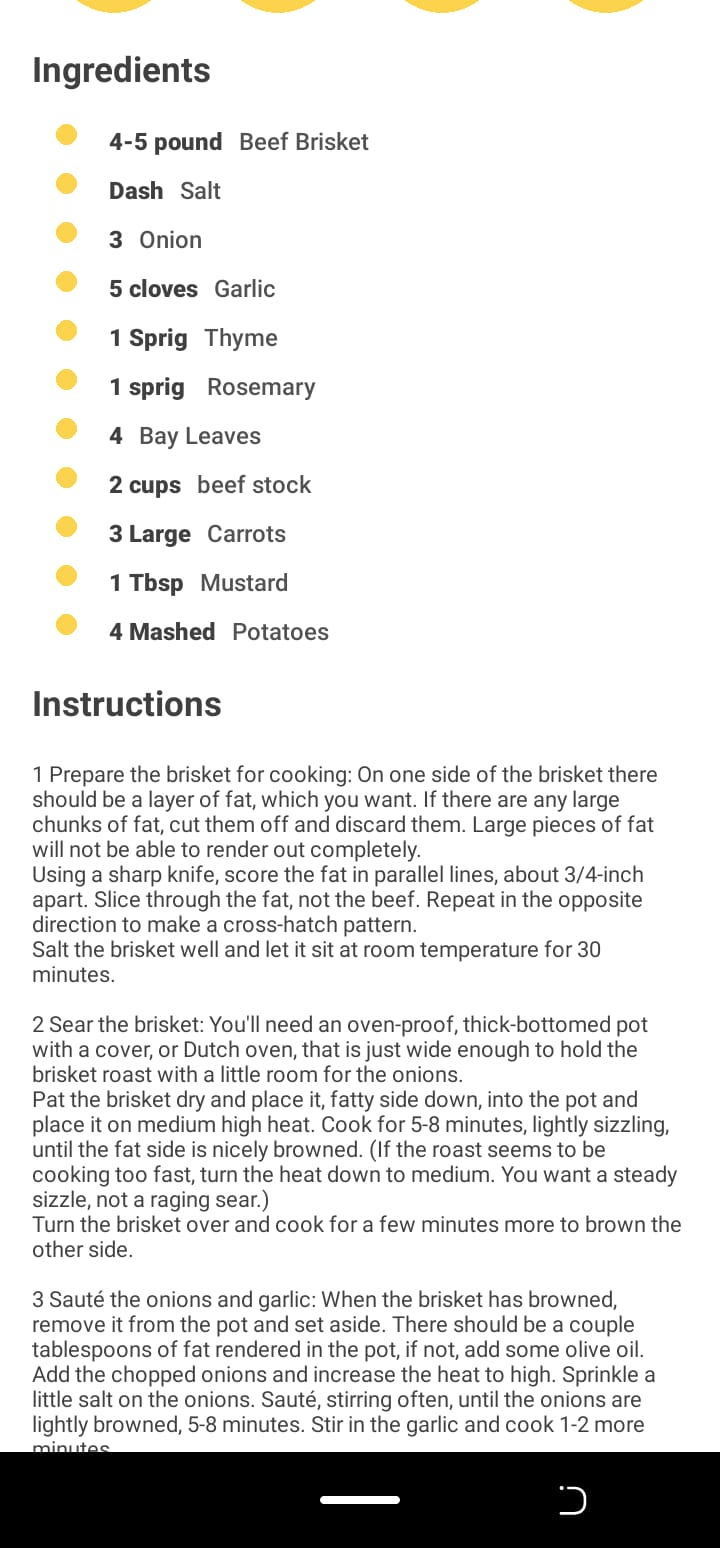 Ingredients
4-5 pound Beef Brisket
Dash Salt
3 Onion
5 cloves Garlic
1 Sprig Thyme
1 sprig Rosemary
4 Bay Leaves
2 cups beef stock
3 Large Carrots
1 Tbsp Mustard
4 Mashed Potatoes
Instructions
1 Prepare the brisket for cooking: On one side of the brisket there
should be a layer of fat, which you want. If there are any large
chunks of fat, cut them off and discard them. Large pieces of fat
will not be able to render out completely.
Using a sharp knife, score the fat in parallel lines, about 3/4-inch
apart. Slice through the fat, not the beef. Repeat in the opposite
direction to make a cross-hatch pattern.
Salt the brisket well and let it sit at room temperature for 30
minutes.
2 Sear the brisket: You'll need an oven-proof, thick-bottomed pot
with a cover, or Dutch oven, that is just wide enough to hold the
brisket roast with a little room for the onions.
Pat the brisket dry and place it, fatty side down, into the pot and
place it on medium high heat. Cook for 5-8 minutes, lightly sizzling,
until the fat side is nicely browned. (If the roast seems to be
cooking too fast, turn the heat down to medium. You want a steady
sizzle, not a raging sear.)
Turn the brisket over and cook for a few minutes more to brown the
other side.
3 Sauté the onions and garlic: When the brisket has browned,
remove it from the pot and set aside. There should be a couple
tablespoons of fat rendered in the pot, if not, add some olive oil.
Add the chopped onions and increase the heat to high. Sprinkle a
little salt on the onions. Sauté, stirring often, until the onions are
lightly browned, 5-8 minutes. Stir in the garlic and cook 1-2 more
minutes